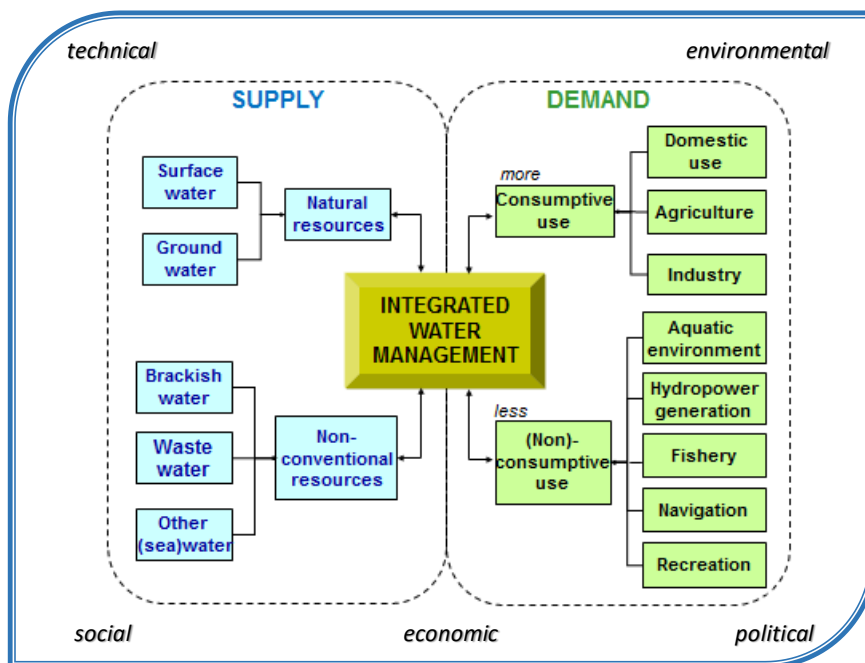 technical
environmental
SUPPLY
DEMAND
Surface
water
Ground
water
Natural
resources
more
Consumptive
use
Domestic
use
Agriculture
Industry
INTEGRATED
WATER
MANAGEMENT
Brackish
water
Waste
water
Other
(sea)water
Non-
conventional
resources
less
(Non)-
consumptive
use
Aquatic
environment
Hydropower
generation
Fishery
Navigation
Recreation
social
economic
political